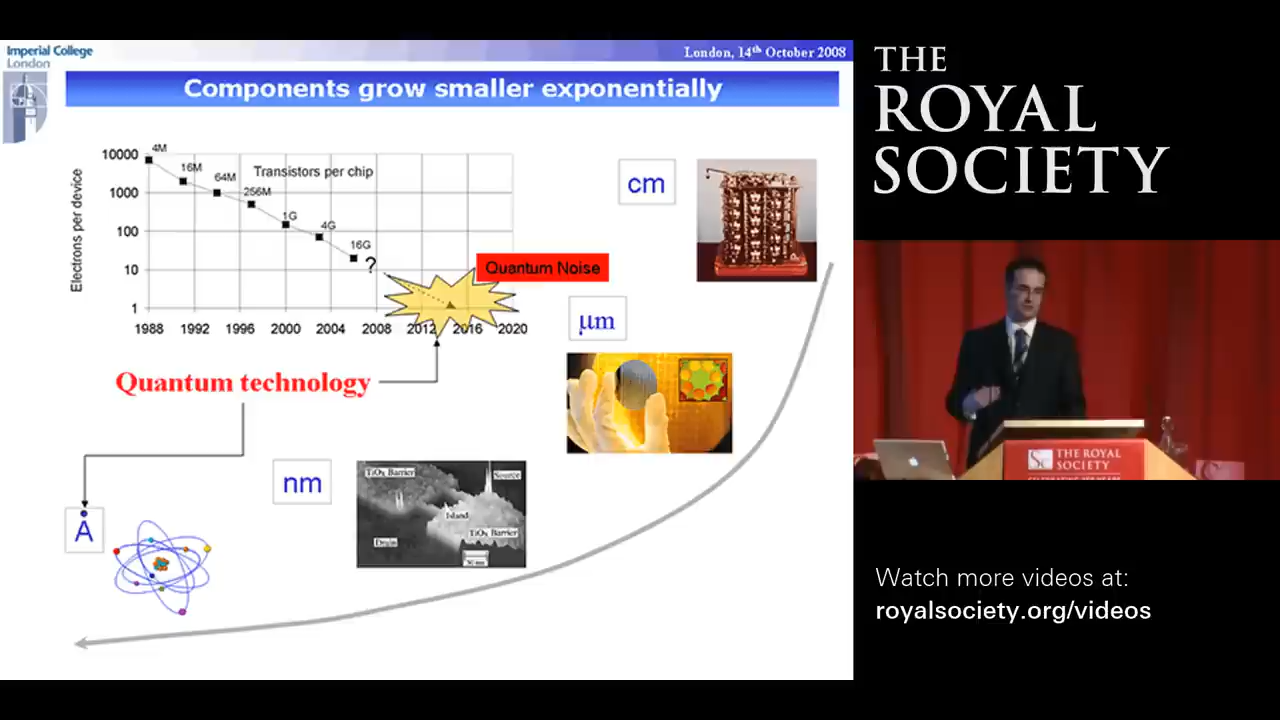 Imperial College
London
London, 14th October 2008
Components grow smaller exponentially
10000
1000
100
10
1
Electrons per device
4M
16M
64M
256M
1G
4G
16G
?
Transistors per chip
1988
1992
1996
2000
2004
2008
2012
2016
2020
Quantum Noise
Quantum technology
cm
µm
nm
Å
TiOx Barrier
Source
Island
TiOx Barrier
Drain
THE
ROYAL
SOCIETY
THE ROYAL
SOCIETY
Watch more videos at:
royalsociety.org/videos